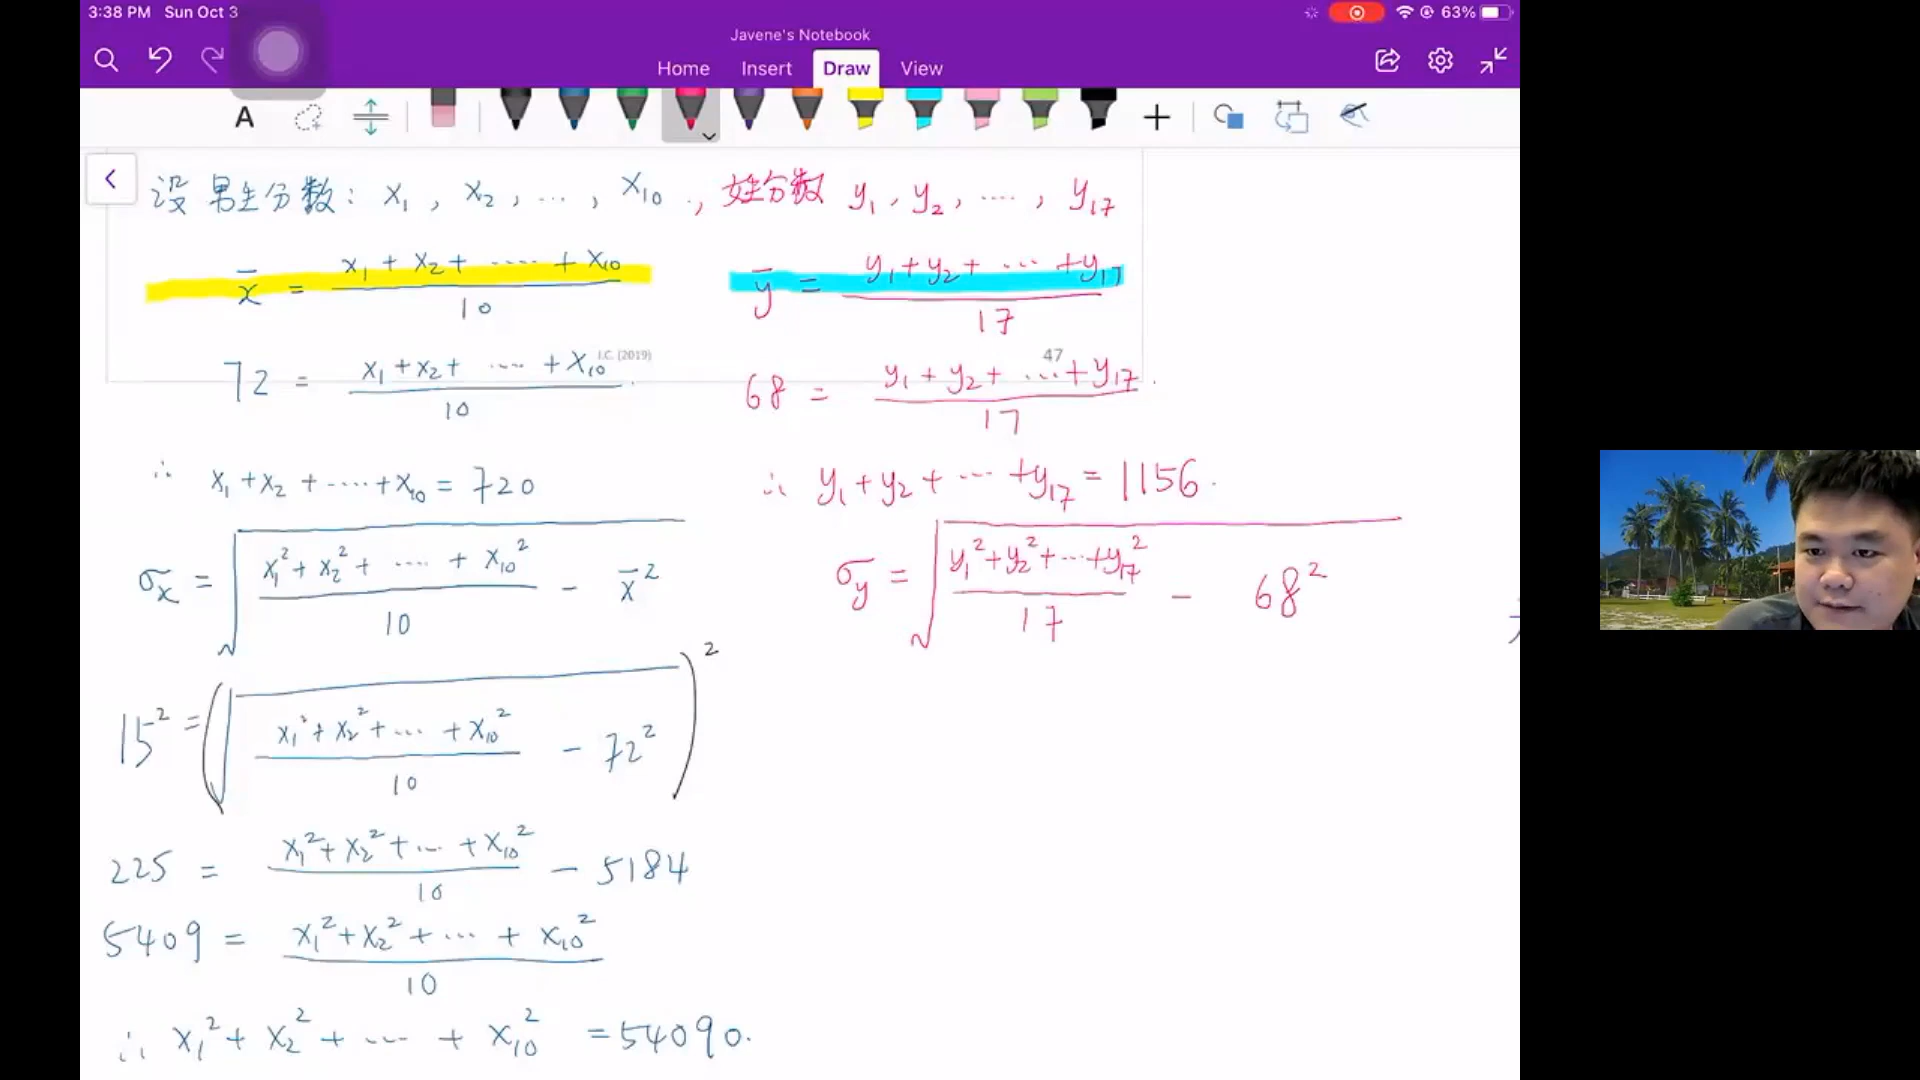 3:38 PM Sun Oct 3
63%
Javene's Notebook
Home Insert Draw View
A
设 男生分数: x₁, x₂, ..., x₁₀, 女生分数 y₁, y₂, ...., y₁₇
x̄ = (x₁ + x₂ + ..... + x₁₀)/10
ȳ = (y₁ + y₂ + ... + y₁₇)/17
I.C. (2019)
47
72 = (x₁ + x₂ + .... + x₁₀)/10
68 = (y₁ + y₂ + ... + y₁₇)/17
∴ x₁ + x₂ + ..... + x₁₀ = 720
∴ y₁ + y₂ + ... + y₁₇ = 1156.
σx = √((x₁² + x₂² + .... + x₁₀²)/10 - x̄²)
σy = √((y₁² + y₂² + ... + y₁₇²)/17 - 68²)
15² = (√((x₁² + x₂² + ... + x₁₀²)/10 - 72²))²
225 = (x₁² + x₂² + ... + x₁₀²)/10 - 5184
5409 = (x₁² + x₂² + ... + x₁₀²)/10
∴ x₁² + x₂² + .... + x₁₀² = 54090.